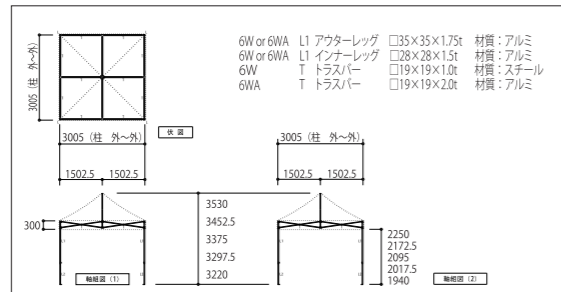 6W or 6WA L1 アウターレッグ □35×35×1.75t 材質：アルミ
6W or 6WA L1 インナーレッグ □28×28×1.5t 材質：アルミ
6W T トラスバー □19×19×1.0t 材質：スチール
6WA T トラスバー □19×19×2.0t 材質：アルミ
3005（柱 外～外）
3005（柱 外～外）
伏図
1502.5 1502.5
3005（柱 外～外）
1502.5 1502.5
300
3530
3452.5
3375
3297.5
3220
2250
2172.5
2095
2017.5
1940
軸組図（1）
軸組図（2）